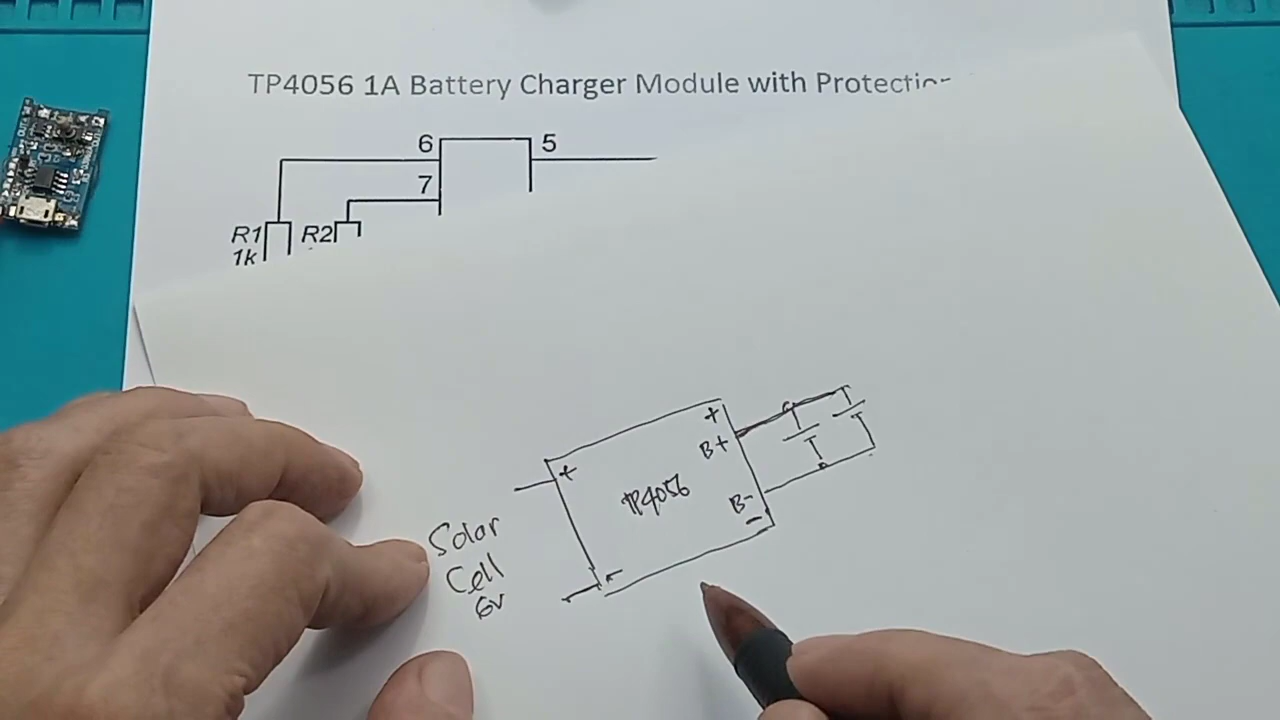 TP4056 1A Battery Charger Module with Protection
6
5
7
R1
R2
1k
+
B+
+
TP4056
B-
-
-
Solar
Cell
6V